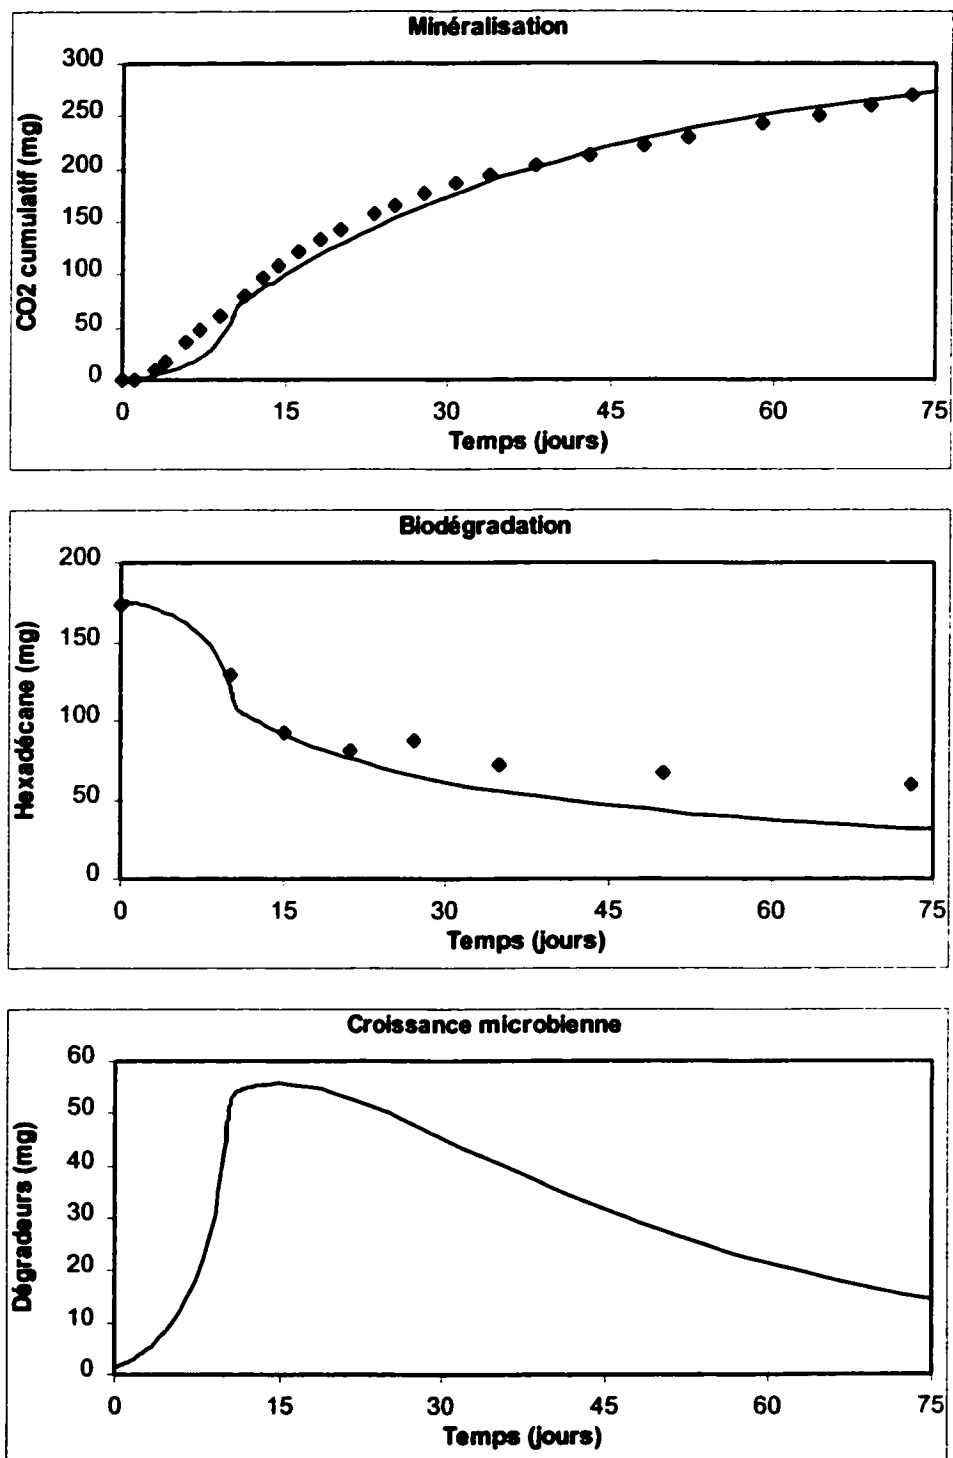 Minéralisation
300
250
200
150
100
50
0
CO2 cumulatif (mg)
0 15 30 45 60 75
Temps (jours)
Biodégradation
200
150
100
50
0
Hexadécane (mg)
0 15 30 45 60 75
Temps (jours)
Croissance microbienne
60
50
40
30
20
10
0
Dégradeurs (mg)
0 15 30 45 60 75
Temps (jours)